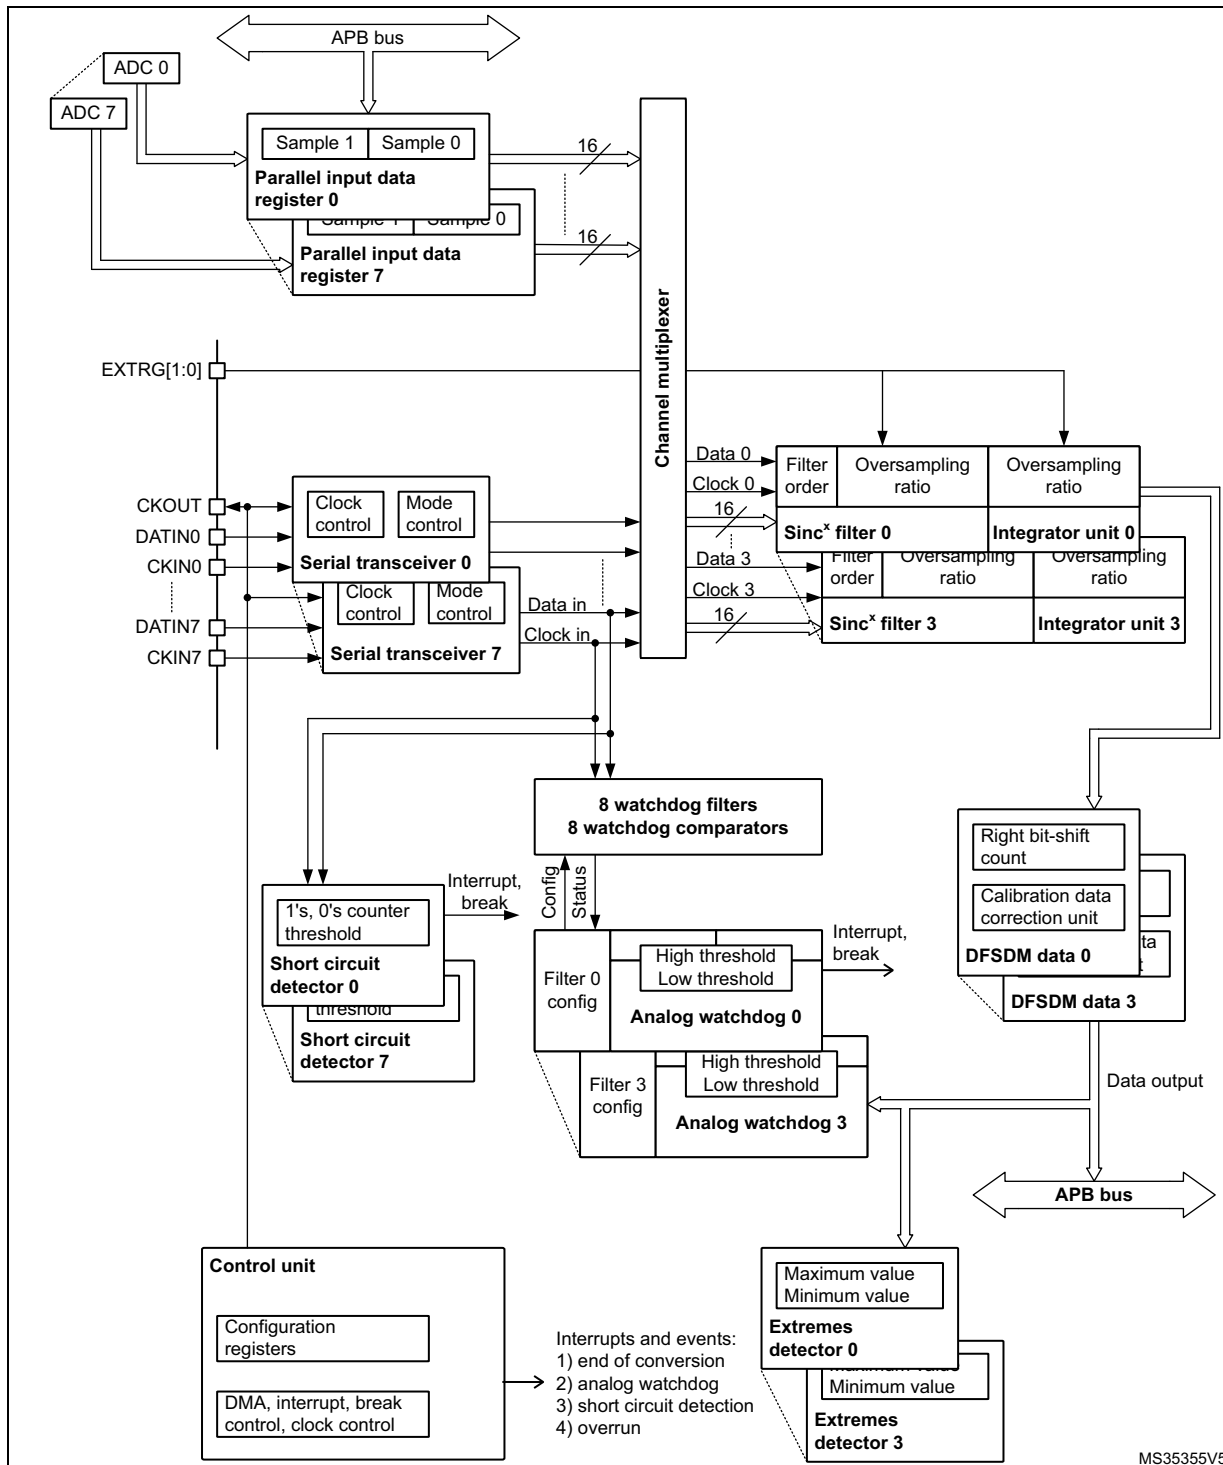 APB bus
ADC 0
ADC 7
Sample 1
Sample 0
Parallel input data
register 0
Sample 1
Sample 0
Parallel input data
register 7
16
16
Channel multiplexer
EXTRG[1:0]
CKOUT
DATIN0
CKIN0
DATIN7
CKIN7
Clock
control
Mode
control
Serial transceiver 0
Clock
control
Mode
control
Serial transceiver 7
Data in
Clock in
Data 0
Clock 0
16
Data 3
Clock 3
16
Filter
order
Oversampling
ratio
Oversampling
ratio
Sincˣ filter 0
Integrator unit 0
Filter
order
Oversampling
ratio
Oversampling
ratio
Sincˣ filter 3
Integrator unit 3
8 watchdog filters
8 watchdog comparators
Config
Status
1's, 0's counter
threshold
Short circuit
detector 0
threshold
Short circuit
detector 7
Interrupt,
break
Filter 0
config
High threshold
Low threshold
Analog watchdog 0
Filter 3
config
High threshold
Low threshold
Analog watchdog 3
Interrupt,
break
Right bit-shift
count
Calibration data
correction unit
DFSDM data 0
DFSDM data 3
Data output
APB bus
Control unit
Configuration
registers
DMA, interrupt, break
control, clock control
Interrupts and events:
1) end of conversion
2) analog watchdog
3) short circuit detection
4) overrun
Maximum value
Minimum value
Extremes
detector 0
Maximum value
Minimum value
Extremes
detector 3
MS35355V5